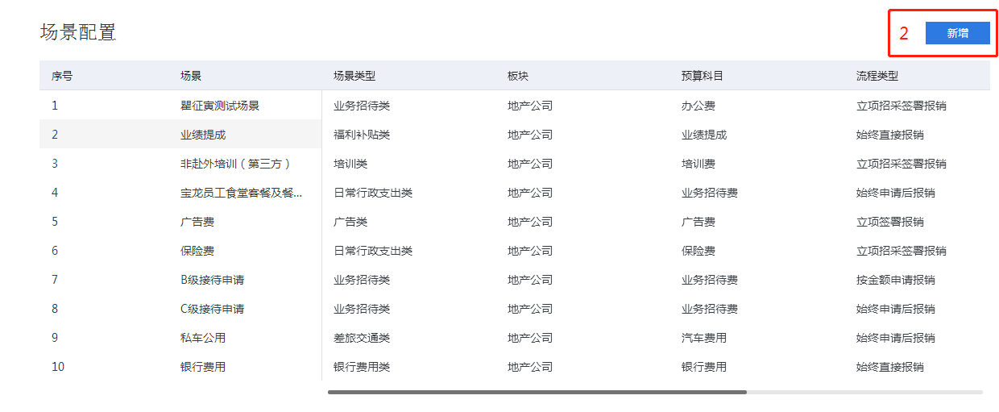 场景配置
2 新增
序号 场景 场景类型 板块 预算科目 流程类型
1 瞿征寅测试场景 业务招待类 地产公司 办公费 立项招采签署报销
2 业绩提成 福利补贴类 地产公司 业绩提成 始终直接报销
3 非赴外培训（第三方） 培训类 地产公司 培训费 立项招采签署报销
4 宝龙员工食堂客餐及餐... 日常行政支出类 地产公司 业务招待费 始终申请后报销
5 广告费 广告类 地产公司 广告费 立项签署报销
6 保险费 日常行政支出类 地产公司 保险费 立项招采签署报销
7 B级接待申请 业务招待类 地产公司 业务招待费 按金额申请报销
8 C级接待申请 业务招待类 地产公司 业务招待费 始终申请后报销
9 私车公用 差旅交通类 地产公司 汽车费用 始终申请后报销
10 银行费用 银行费用类 地产公司 银行费用 始终直接报销